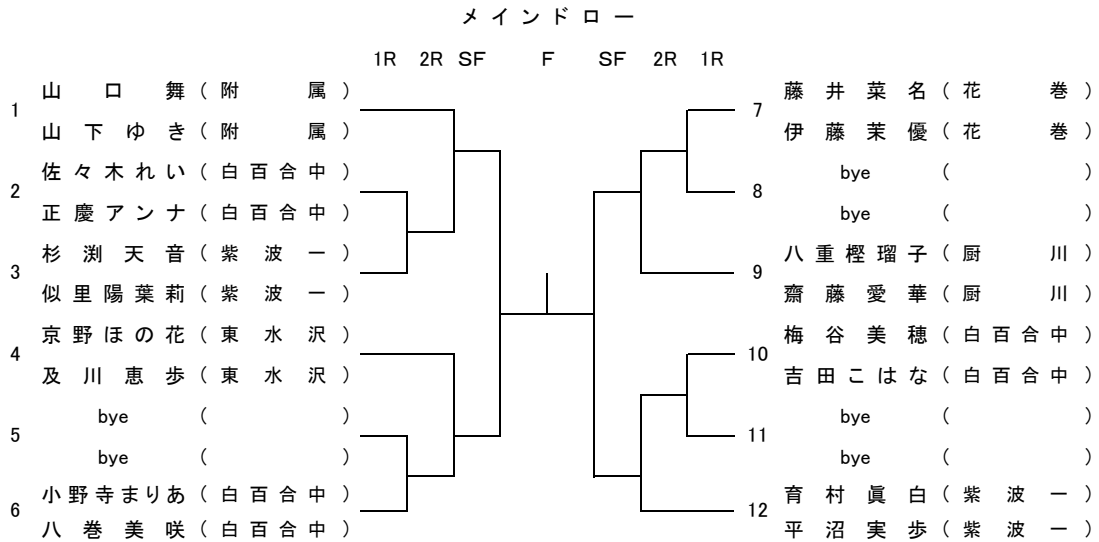 メインドロー
1R 2R SF F SF 2R 1R
山口舞（附属）
1
山下ゆき（附属）
佐々木れい（白百合中）
2
正慶アンナ（白百合中）
杉渕天音（紫波一）
3
似里陽葉莉（紫波一）
京野ほの花（東水沢）
4
及川恵歩（東水沢）
bye （ ）
5
bye （ ）
小野寺まりあ（白百合中）
6
八巻美咲（白百合中）
藤井菜名（花巻）
7
伊藤茉優（花巻）
bye （ ）
8
bye （ ）
八重樫瑠子（厨川）
9
齋藤愛華（厨川）
梅谷美穂（白百合中）
10
吉田こはな（白百合中）
bye （ ）
11
bye （ ）
育村眞白（紫波一）
12
平沼実歩（紫波一）